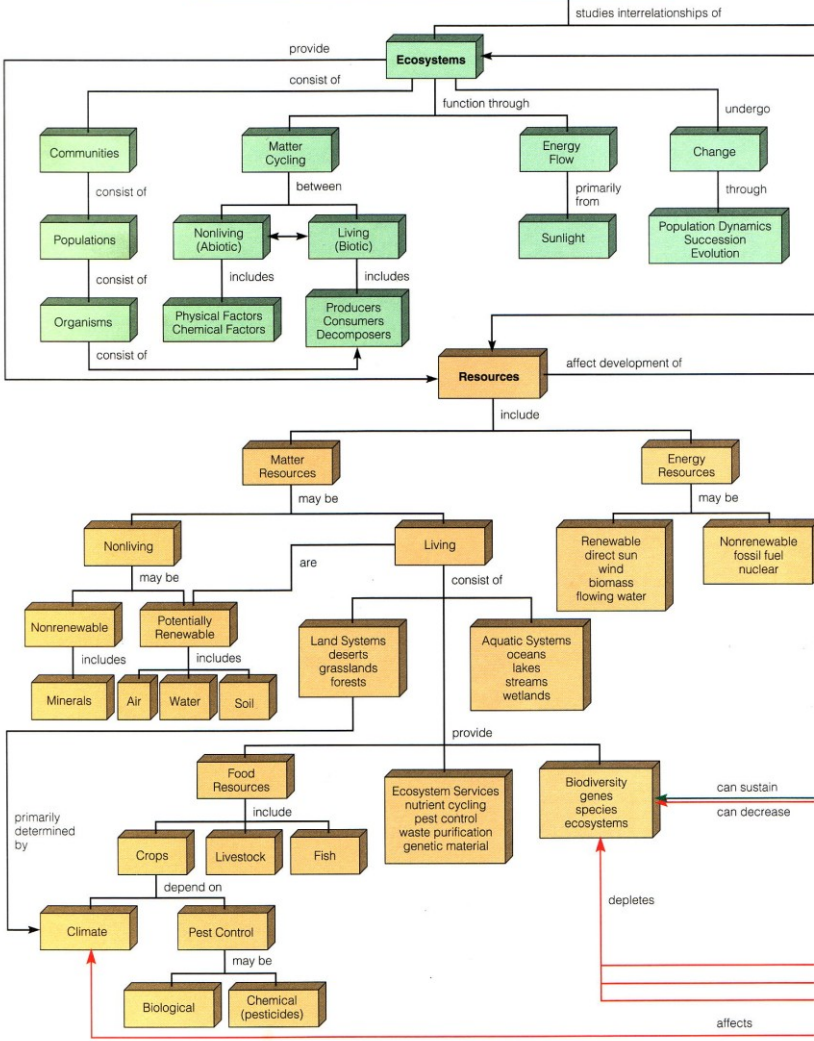 studies interrelationships of
provide
Ecosystems
consist of
function through
undergo
Communities
Matter
Cycling
Energy
Flow
Change
consist of
between
primarily
from
through
Populations
Nonliving
(Abiotic)
Living
(Biotic)
Sunlight
Population Dynamics
Succession
Evolution
consist of
includes
includes
Organisms
Physical Factors
Chemical Factors
Producers
Consumers
Decomposers
consist of
Resources
affect development of
include
Matter
Resources
Energy
Resources
may be
may be
Nonliving
Living
Renewable
direct sun
wind
biomass
flowing water
Nonrenewable
fossil fuel
nuclear
may be
are
consist of
Nonrenewable
Potentially
Renewable
Land Systems
deserts
grasslands
forests
Aquatic Systems
oceans
lakes
streams
wetlands
includes
includes
Minerals
Air
Water
Soil
provide
Food
Resources
Ecosystem Services
nutrient cycling
pest control
waste purification
genetic material
Biodiversity
genes
species
ecosystems
can sustain
can decrease
primarily
determined
by
include
Crops
Livestock
Fish
depend on
depletes
Climate
Pest Control
may be
Biological
Chemical
(pesticides)
affects